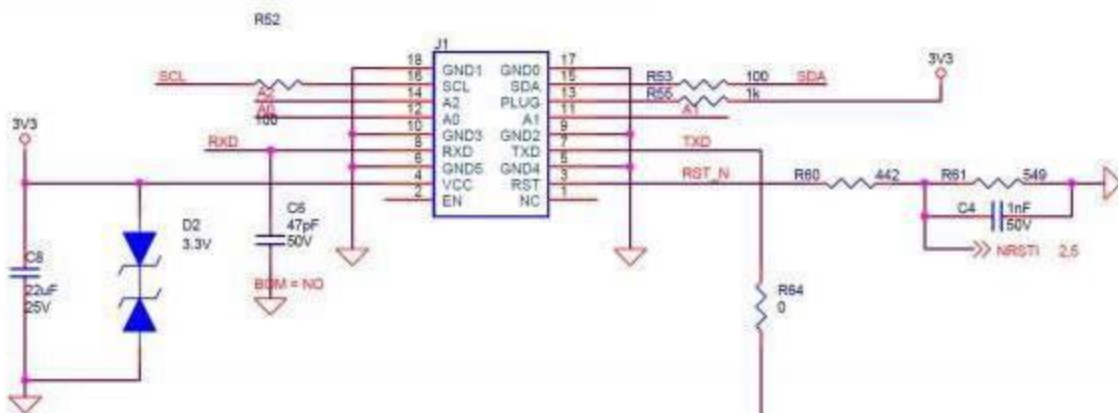 R52
J1
18 GND1 GND0 17
SCL 16 SCL SDA 15 R53 100 SDA
A2 14 A2 PLUG 13 R55 1k 3V3
A0 12 A0 A1 11 A1
100
3V3
10 GND3 GND2 9
RXD 8 RXD TXD 7 TXD
6 GND5 GND4 5
4 VCC RST 3 RST_N R60 442 R61 549
2 EN NC 1
C4 1nF
50V
NRSTI 2,5
D2
3.3V
C6
47pF
50V
BOM = NO
C8
22uF
25V
R64
0